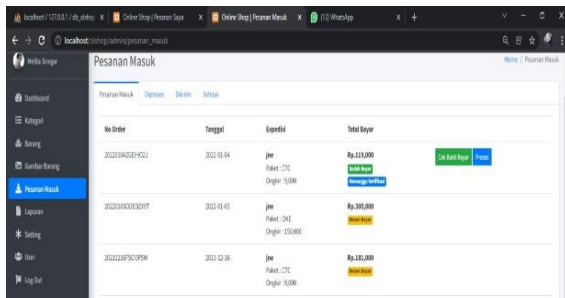 localhost / 127.0.0.1 / db_olshop
Online Shop | Pesanan Saya
Online Shop | Pesanan Masuk
(12) WhatsApp
localhost/olshop/admin/pesanan_masuk
Melita Siregar
Pesanan Masuk
Home / Pesanan Masuk
Dashboard
Kategori
Barang
Gambar Barang
Pesanan Masuk
Laporan
Setting
User
Log Out
Pesanan Masuk Diproses Dikirim Selesai
No Order Tanggal Expedisi Total Bayar
2022-01-04 jne Rp.119,000 Cek Bukti Bayar Proses
Paket : CTC Sudah Bayar
Ongkir : 9,000 Menunggu Verifikasi
jne Rp.300,000
Paket : OKE Belum Bayar
Ongkir : 150,000
2021-12-16 jne Rp.181,000
Paket : CTC Belum Bayar
Ongkir : 9,000